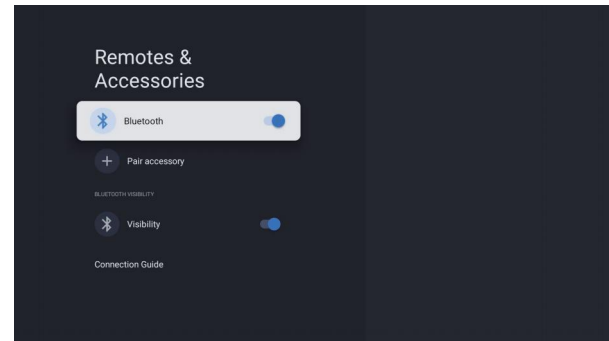 Remotes &
Accessories
Bluetooth
Pair accessory
BLUETOOTH VISIBILITY
Visibility
Connection Guide